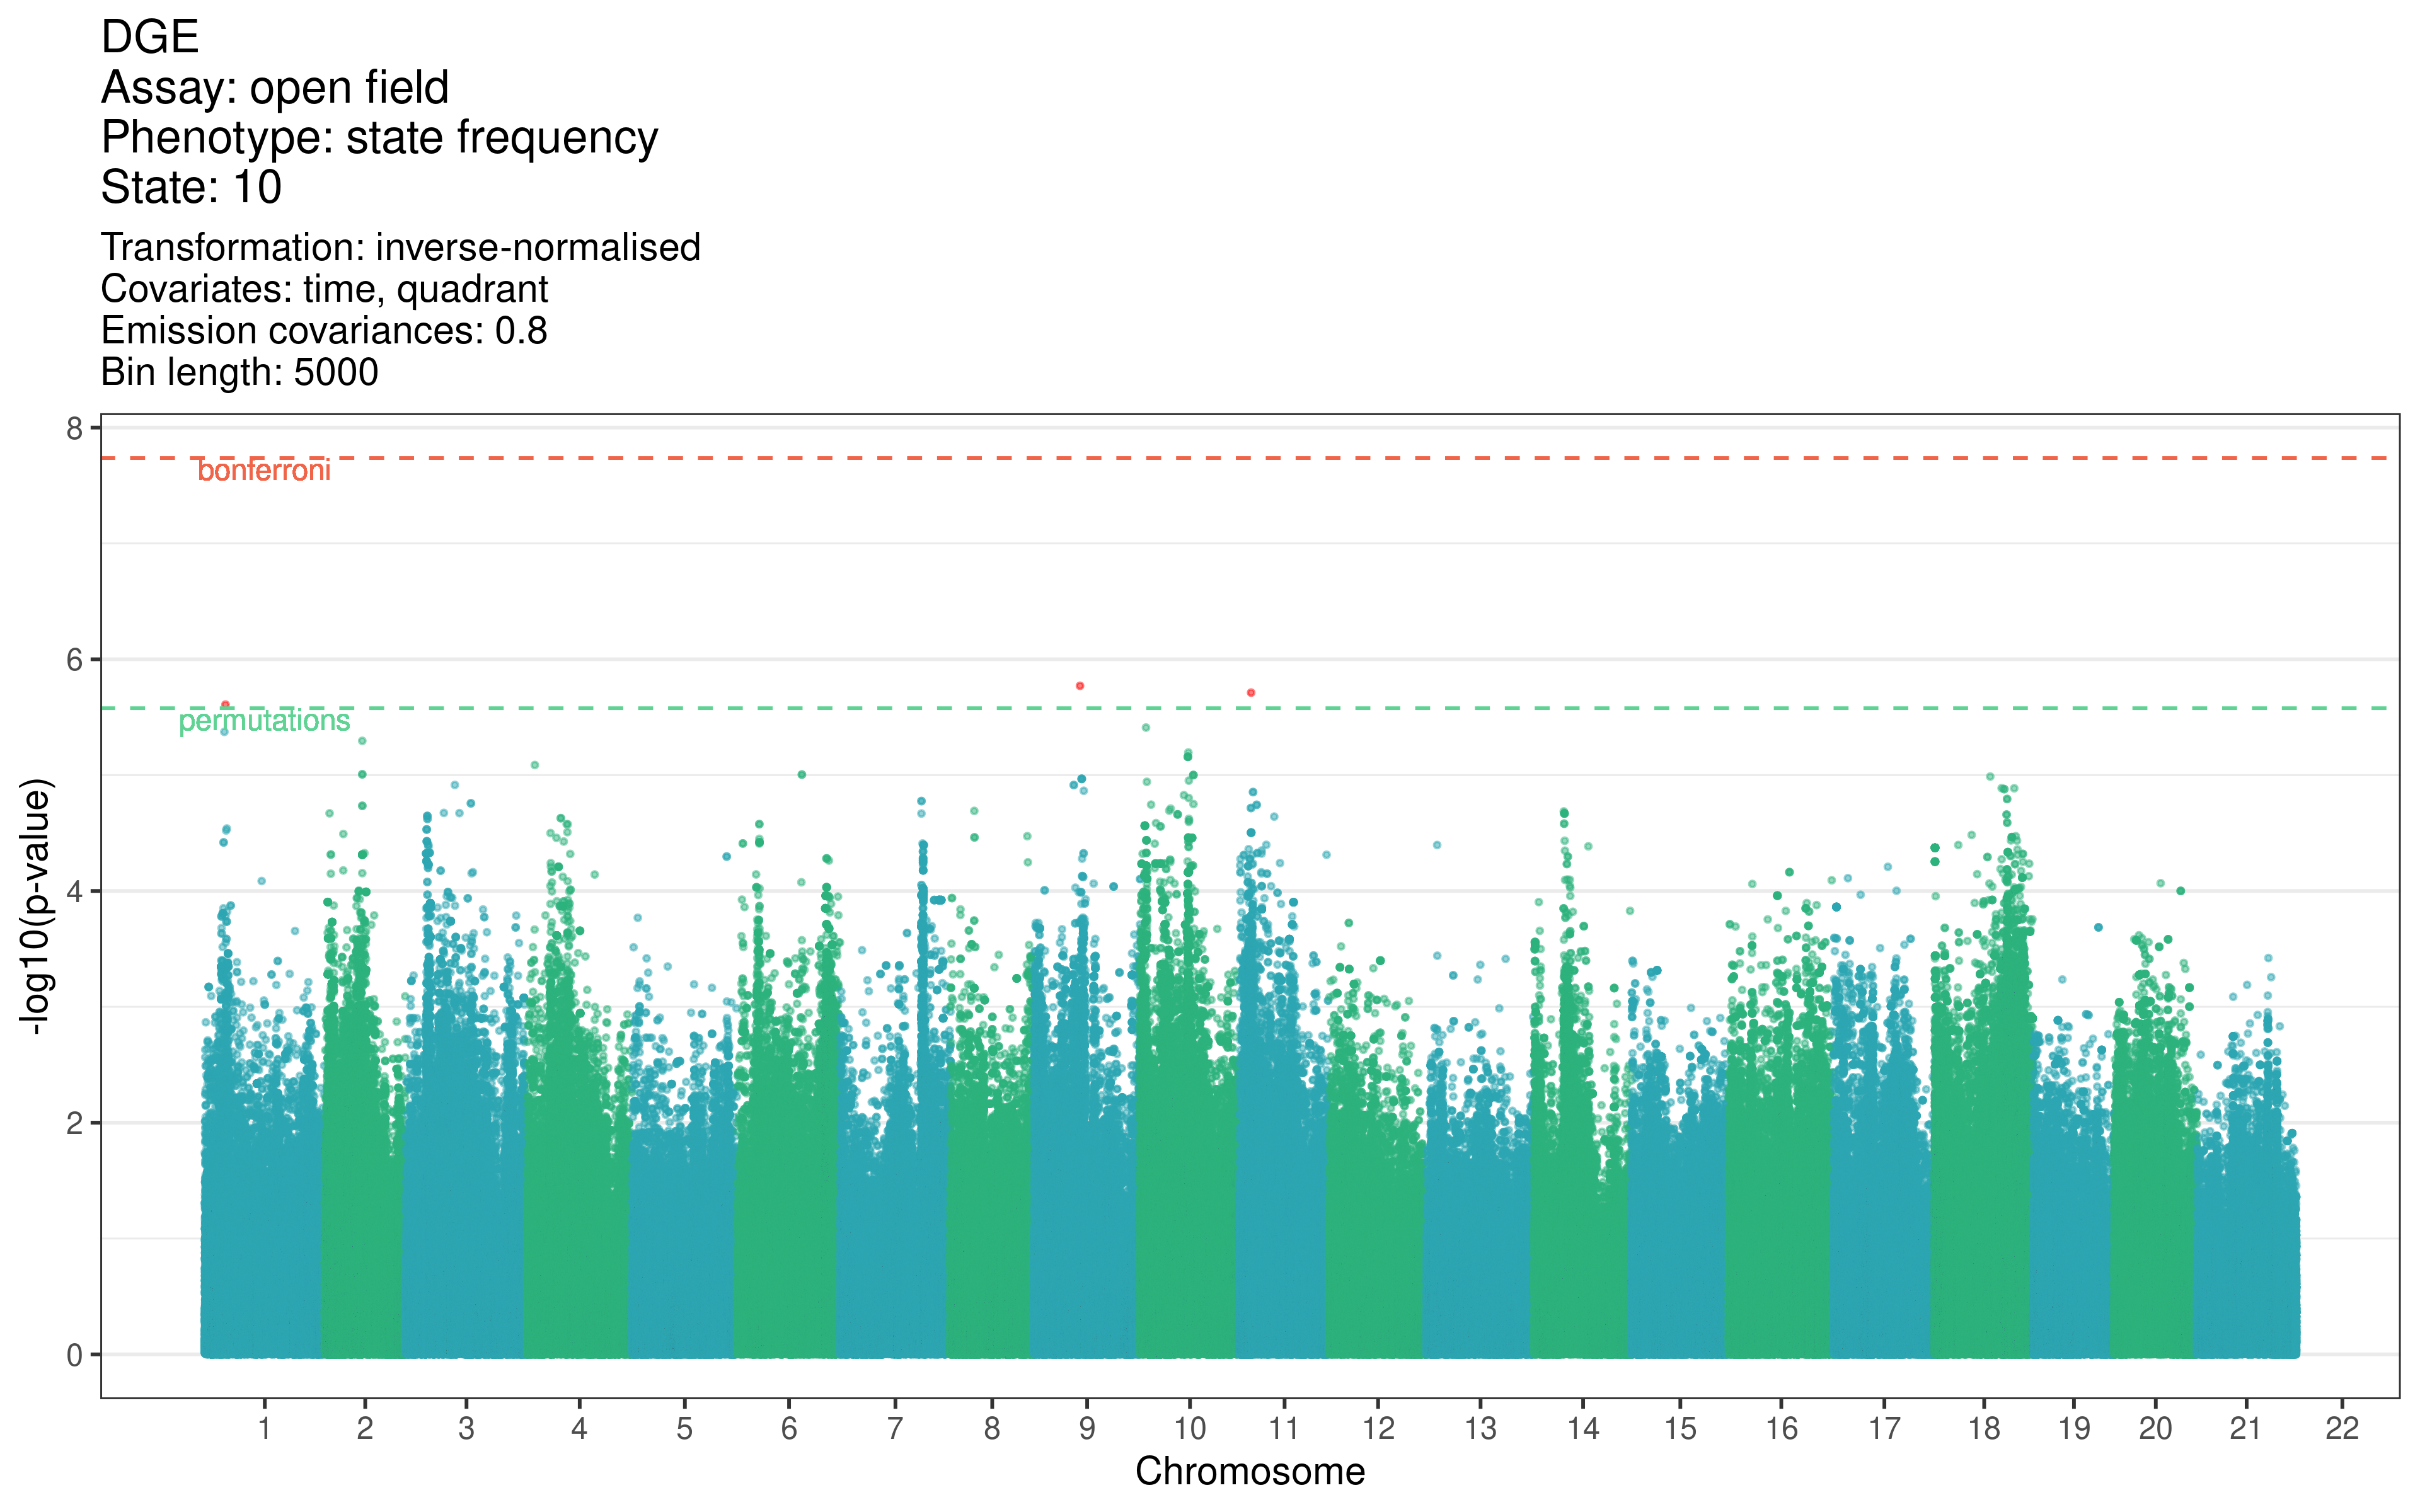 DGE
Assay: open field
Phenotype: state frequency
State: 10
Transformation: inverse-normalised
Covariates: time, quadrant
Emission covariances: 0.8
Bin length: 5000
8
bonferroni
6
permutations
-log10(p-value)
4
2
0
1 2 3 4 5 6 7 8 9 10 11 12 13 14 15 16 17 18 19 20 21 22
Chromosome